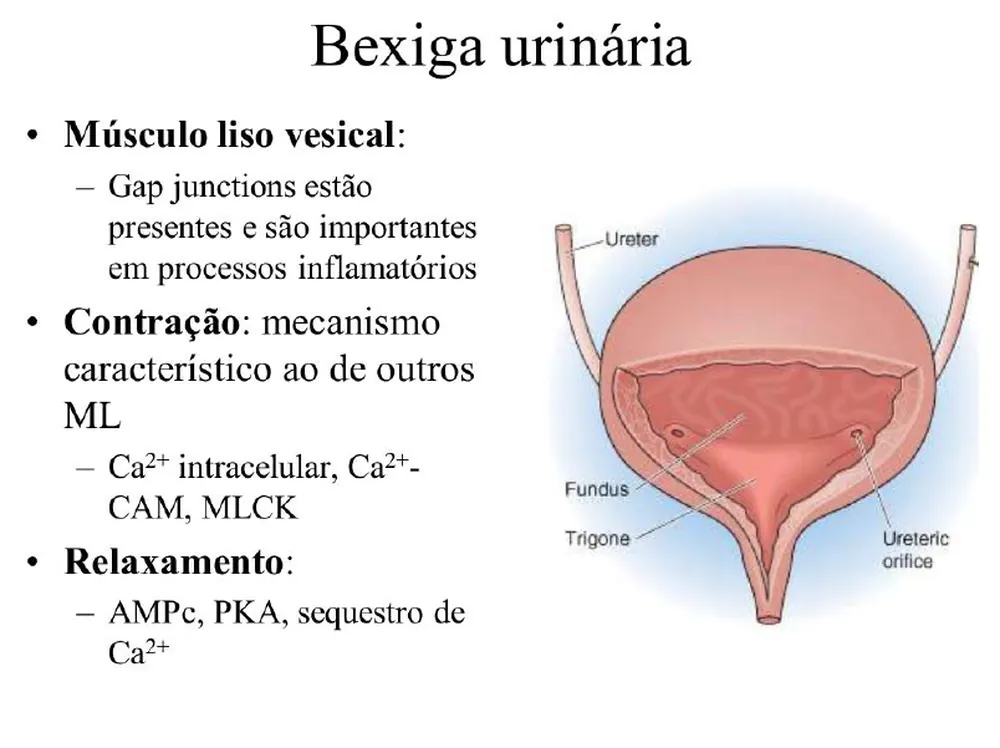 Bexiga urinária
• Músculo liso vesical:
– Gap junctions estão
presentes e são importantes
em processos inflamatórios
• Contração: mecanismo
característico ao de outros
ML
– Ca²⁺ intracelular, Ca²⁺-
CAM, MLCK
• Relaxamento:
– AMPc, PKA, sequestro de
Ca²⁺
Ureter
Fundus
Trigone
Ureteric
orifice